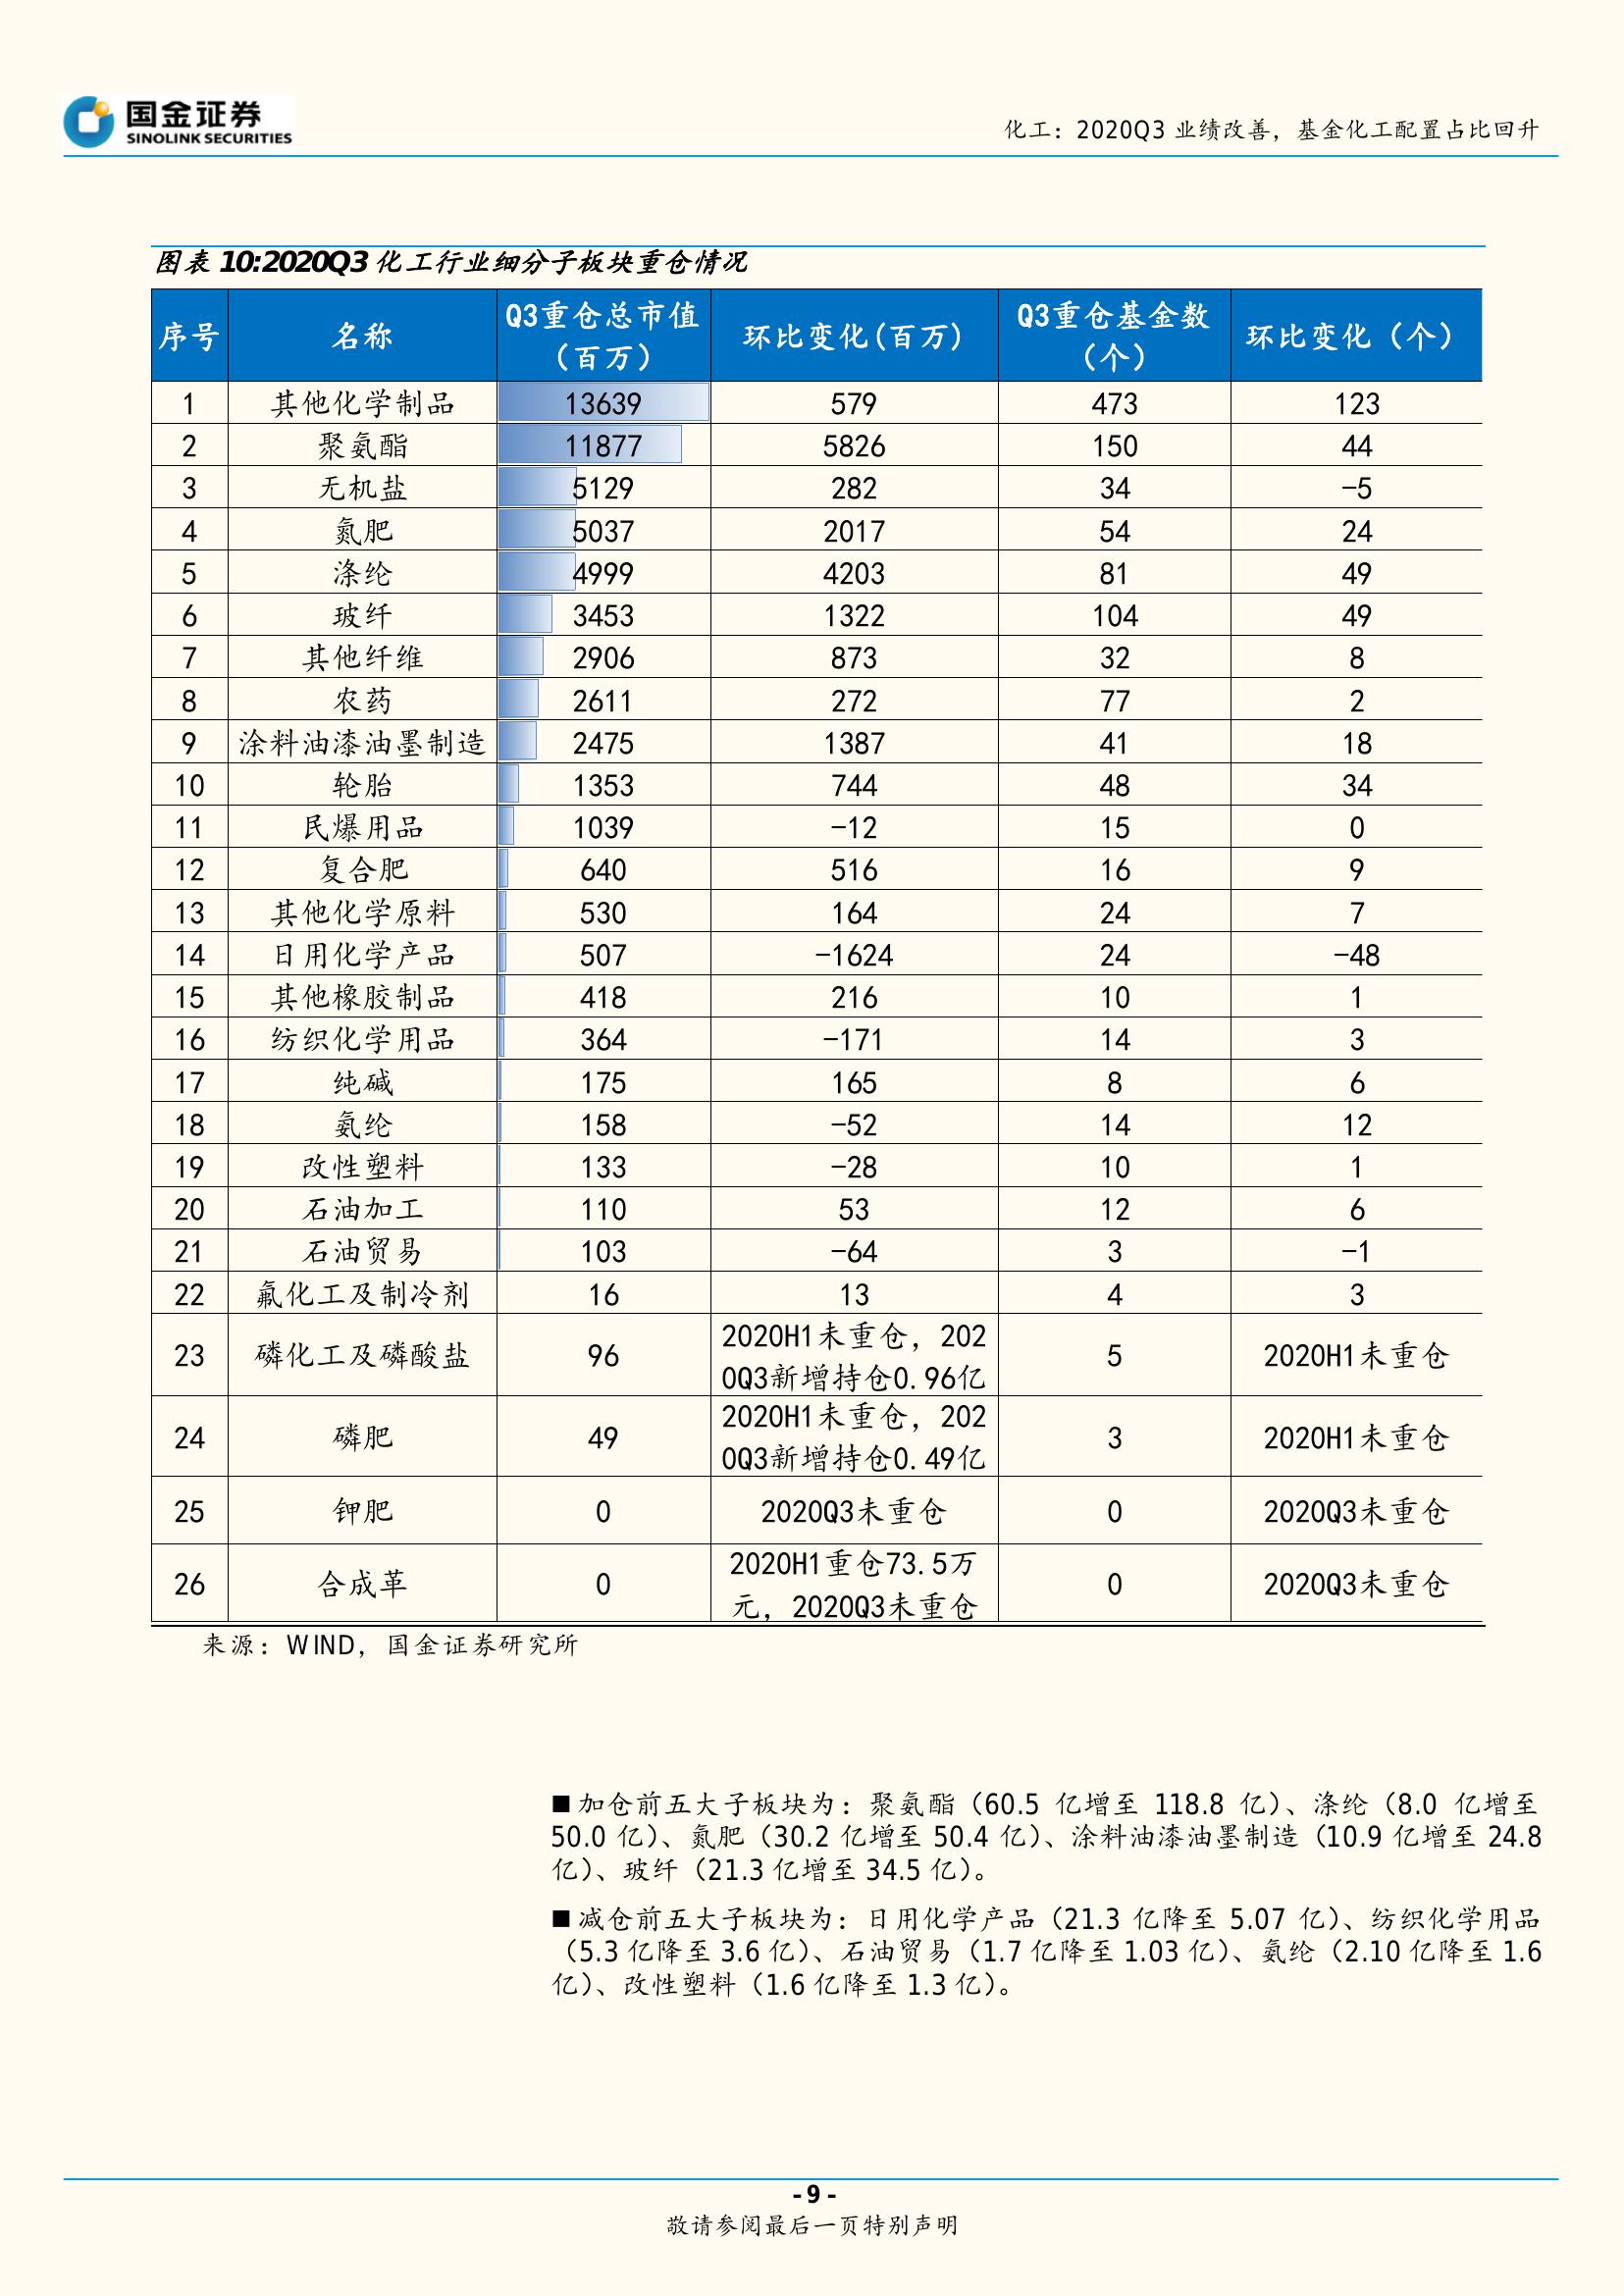 国金证券
SINOLINK SECURITIES
化工：2020Q3 业绩改善，基金化工配置占比回升
图表 10:2020Q3 化工行业细分子板块重仓情况
序号 名称 Q3重仓总市值（百万） 环比变化(百万) Q3重仓基金数（个） 环比变化（个）
1 其他化学制品 13639 579 473 123
2 聚氨酯 11877 5826 150 44
3 无机盐 5129 282 34 -5
4 氮肥 5037 2017 54 24
5 涤纶 4999 4203 81 49
6 玻纤 3453 1322 104 49
7 其他纤维 2906 873 32 8
8 农药 2611 272 77 2
9 涂料油漆油墨制造 2475 1387 41 18
10 轮胎 1353 744 48 34
11 民爆用品 1039 -12 15 0
12 复合肥 640 516 16 9
13 其他化学原料 530 164 24 7
14 日用化学产品 507 -1624 24 -48
15 其他橡胶制品 418 216 10 1
16 纺织化学用品 364 -171 14 3
17 纯碱 175 165 8 6
18 氨纶 158 -52 14 12
19 改性塑料 133 -28 10 1
20 石油加工 110 53 12 6
21 石油贸易 103 -64 3 -1
22 氟化工及制冷剂 16 13 4 3
23 磷化工及磷酸盐 96 2020H1未重仓，2020Q3新增持仓0.96亿 5 2020H1未重仓
24 磷肥 49 2020H1未重仓，2020Q3新增持仓0.49亿 3 2020H1未重仓
25 钾肥 0 2020Q3未重仓 0 2020Q3未重仓
26 合成革 0 2020H1重仓73.5万元，2020Q3未重仓 0 2020Q3未重仓
来源：WIND，国金证券研究所
■ 加仓前五大子板块为：聚氨酯（60.5 亿增至 118.8 亿）、涤纶（8.0 亿增至
50.0 亿）、氮肥（30.2 亿增至 50.4 亿）、涂料油漆油墨制造（10.9 亿增至 24.8
亿）、玻纤（21.3 亿增至 34.5 亿）。
■ 减仓前五大子板块为：日用化学产品（21.3 亿降至 5.07 亿）、纺织化学用品
（5.3 亿降至 3.6 亿）、石油贸易（1.7 亿降至 1.03 亿）、氨纶（2.10 亿降至 1.6
亿）、改性塑料（1.6 亿降至 1.3 亿）。
- 9 -
敬请参阅最后一页特别声明